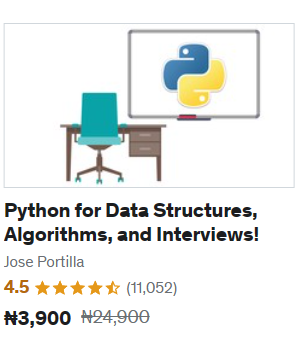 Python for Data Structures,
Algorithms, and Interviews!
Jose Portilla
4.5 (11,052)
₦3,900 ₦24,900